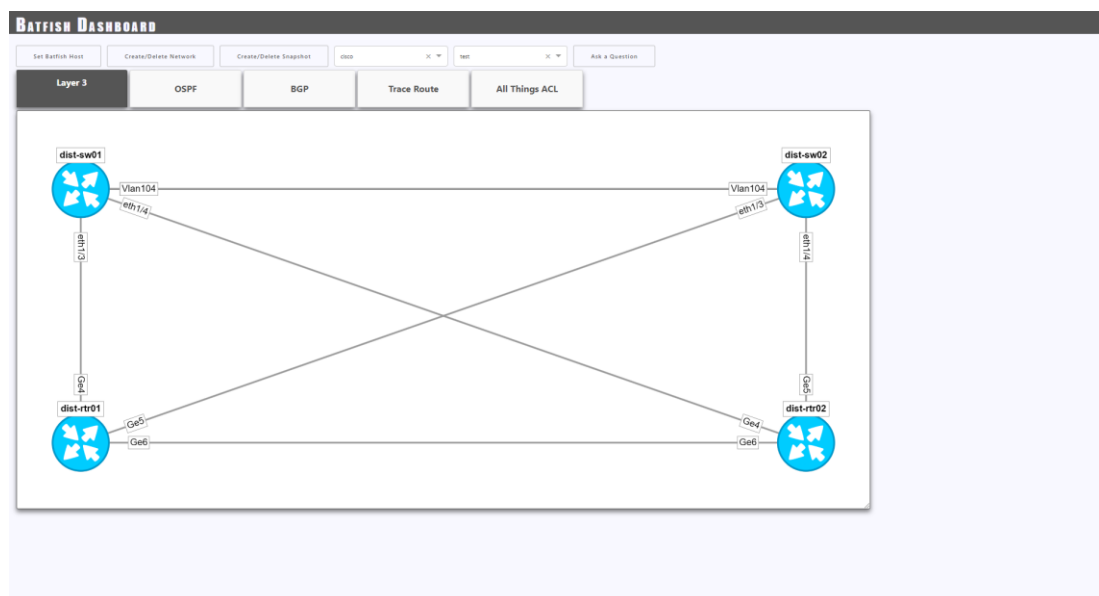 Batfish Dashboard
Set Batfish Host Create/Delete Network Create/Delete Snapshot cisco test Ask a Question
Layer 3 OSPF BGP Trace Route All Things ACL
dist-sw01 dist-sw02
Vlan104 Vlan104
eth1/4 eth1/3
eth1/3 eth1/4
Ge4 Ge5
dist-rtr01 dist-rtr02
Ge5 Ge4
Ge6 Ge6